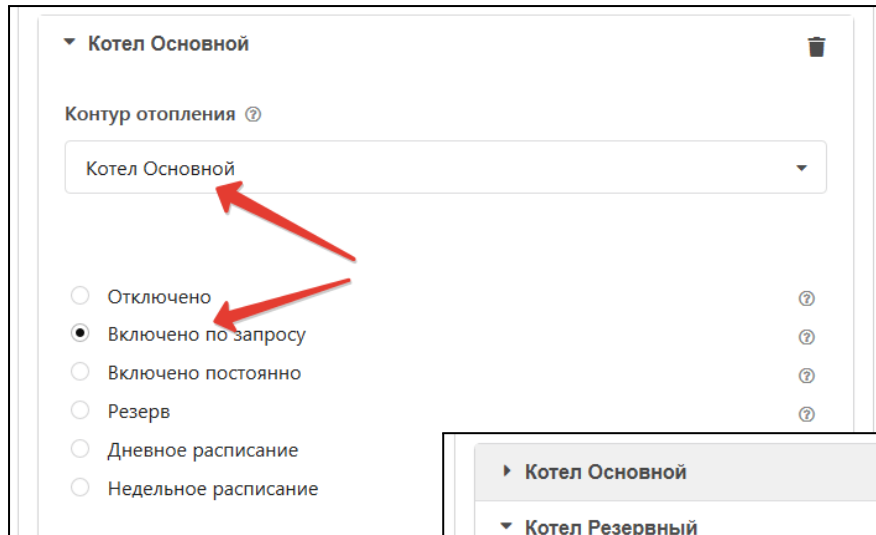 Котел Основной
Контур отопления
Котел Основной
Отключено
Включено по запросу
Включено постоянно
Резерв
Дневное расписание
Недельное расписание
Котел Основной
Котел Резервный